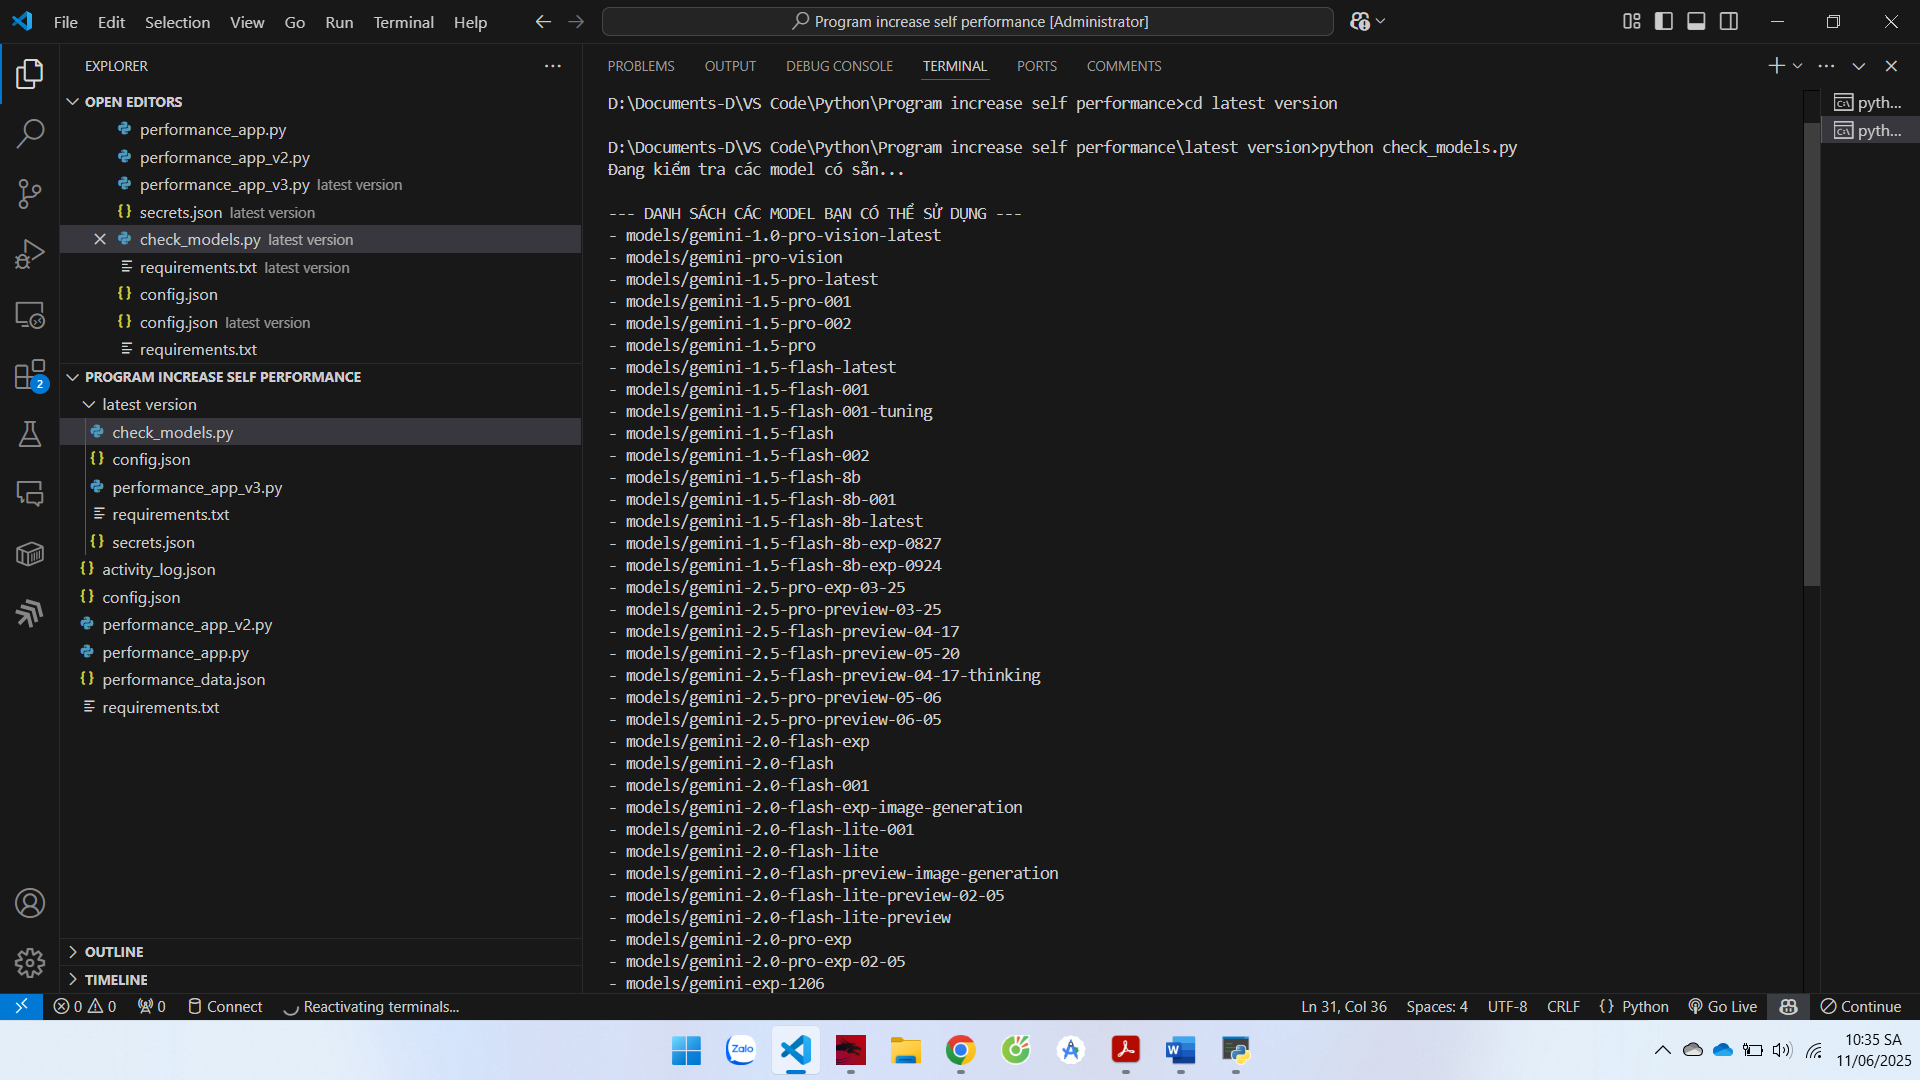 File Edit Selection View Go Run Terminal Help
Program increase self performance [Administrator]
EXPLORER
OPEN EDITORS
performance_app.py
performance_app_v2.py
performance_app_v3.py latest version
secrets.json latest version
check_models.py latest version
requirements.txt latest version
config.json
config.json latest version
requirements.txt
PROGRAM INCREASE SELF PERFORMANCE
latest version
check_models.py
config.json
performance_app_v3.py
requirements.txt
secrets.json
activity_log.json
config.json
performance_app_v2.py
performance_app.py
performance_data.json
requirements.txt
OUTLINE
TIMELINE
2
PROBLEMS OUTPUT DEBUG CONSOLE TERMINAL PORTS COMMENTS
D:\Documents-D\VS Code\Python\Program increase self performance>cd latest version
D:\Documents-D\VS Code\Python\Program increase self performance\latest version>python check_models.py
Đang kiểm tra các model có sẵn...
--- DANH SÁCH CÁC MODEL BẠN CÓ THỂ SỬ DỤNG ---
- models/gemini-1.0-pro-vision-latest
- models/gemini-pro-vision
- models/gemini-1.5-pro-latest
- models/gemini-1.5-pro-001
- models/gemini-1.5-pro-002
- models/gemini-1.5-pro
- models/gemini-1.5-flash-latest
- models/gemini-1.5-flash-001
- models/gemini-1.5-flash-001-tuning
- models/gemini-1.5-flash
- models/gemini-1.5-flash-002
- models/gemini-1.5-flash-8b
- models/gemini-1.5-flash-8b-001
- models/gemini-1.5-flash-8b-latest
- models/gemini-1.5-flash-8b-exp-0827
- models/gemini-1.5-flash-8b-exp-0924
- models/gemini-2.5-pro-exp-03-25
- models/gemini-2.5-pro-preview-03-25
- models/gemini-2.5-flash-preview-04-17
- models/gemini-2.5-flash-preview-05-20
- models/gemini-2.5-flash-preview-04-17-thinking
- models/gemini-2.5-pro-preview-05-06
- models/gemini-2.5-pro-preview-06-05
- models/gemini-2.0-flash-exp
- models/gemini-2.0-flash
- models/gemini-2.0-flash-001
- models/gemini-2.0-flash-exp-image-generation
- models/gemini-2.0-flash-lite-001
- models/gemini-2.0-flash-lite
- models/gemini-2.0-flash-preview-image-generation
- models/gemini-2.0-flash-lite-preview-02-05
- models/gemini-2.0-flash-lite-preview
- models/gemini-2.0-pro-exp
- models/gemini-2.0-pro-exp-02-05
- models/gemini-exp-1206
pyth...
pyth...
0 0 0 Connect Reactivating terminals...
Ln 31, Col 36 Spaces: 4 UTF-8 CRLF {} Python Go Live Continue
Zalo
10:35 SA
11/06/2025